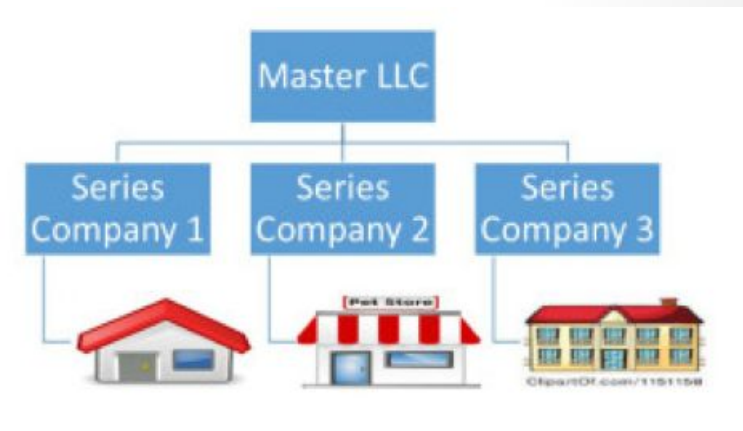 Master LLC
Series
Company 1
Series
Company 2
Series
Company 3
[Pet Store]
ClipartOf.com/1151158